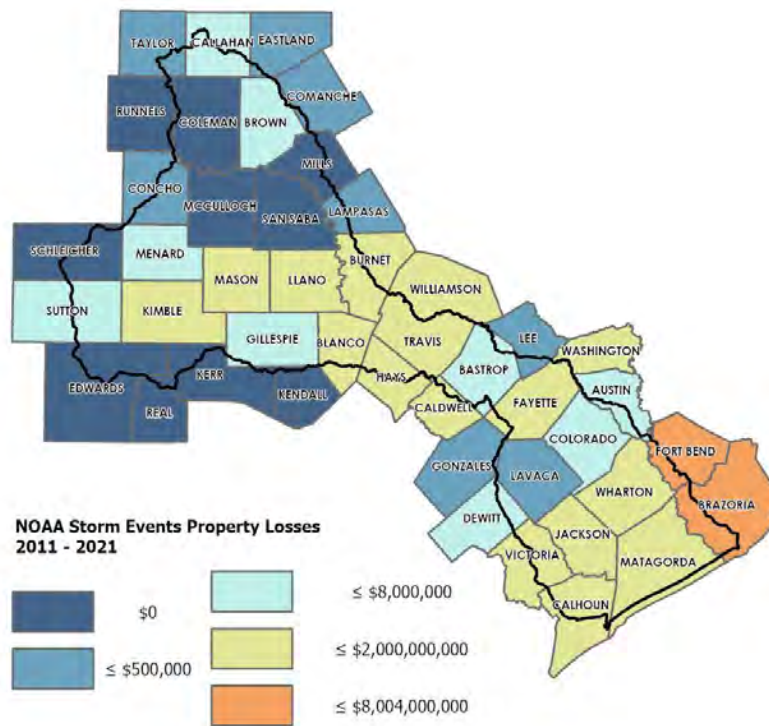 TAYLOR
CALLAHAN
EASTLAND
COMANCHE
RUNNELS
COLEMAN
BROWN
MILLS
CONCHO
MCCULLOCH
SAN SABA
LAMPASAS
SCHLEICHER
MENARD
BURNET
MASON
LLANO
WILLIAMSON
SUTTON
KIMBLE
TRAVIS
GILLESPIE
BLANCO
LEE
WASHINGTON
BASTROP
EDWARDS
KERR
HAYS
AUSTIN
REAL
KENDALL
CALDWELL
FAYETTE
COLORADO
FORT BEND
GONZALES
LAVACA
BRAZORIA
WHARTON
DEWITT
JACKSON
VICTORIA
MATAGORDA
CALHOUN
NOAA Storm Events Property Losses
2011 - 2021
$0
≤ $500,000
≤ $8,000,000
≤ $2,000,000,000
≤ $8,004,000,000